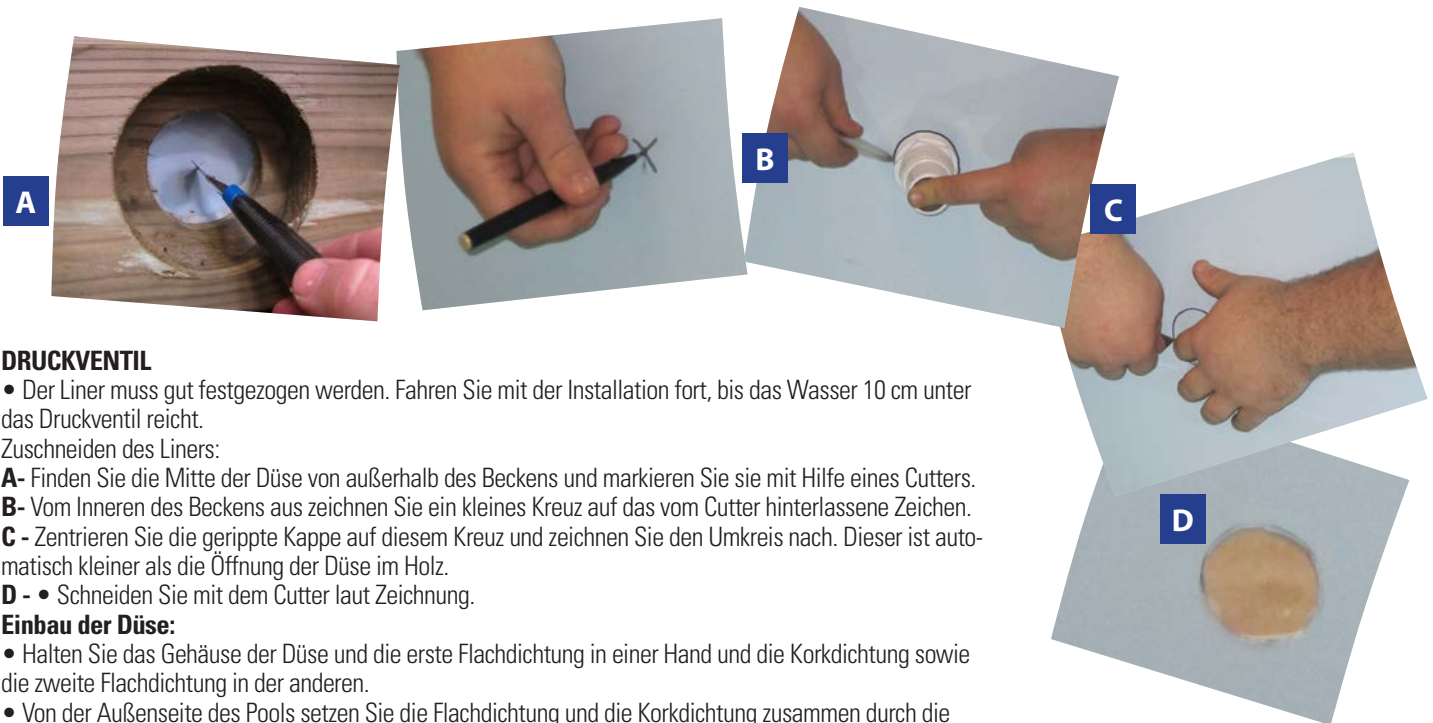 A
B
C
D
DRUCKVENTIL
• Der Liner muss gut festgezogen werden. Fahren Sie mit der Installation fort, bis das Wasser 10 cm unter
das Druckventil reicht.
Zuschneiden des Liners:
A- Finden Sie die Mitte der Düse von außerhalb des Beckens und markieren Sie sie mit Hilfe eines Cutters.
B- Vom Inneren des Beckens aus zeichnen Sie ein kleines Kreuz auf das vom Cutter hinterlassene Zeichen.
C - Zentrieren Sie die gerippte Kappe auf diesem Kreuz und zeichnen Sie den Umkreis nach. Dieser ist auto-
matisch kleiner als die Öffnung der Düse im Holz.
D - • Schneiden Sie mit dem Cutter laut Zeichnung.
Einbau der Düse:
• Halten Sie das Gehäuse der Düse und die erste Flachdichtung in einer Hand und die Korkdichtung sowie
die zweite Flachdichtung in der anderen.
• Von der Außenseite des Pools setzen Sie die Flachdichtung und die Korkdichtung zusammen durch die